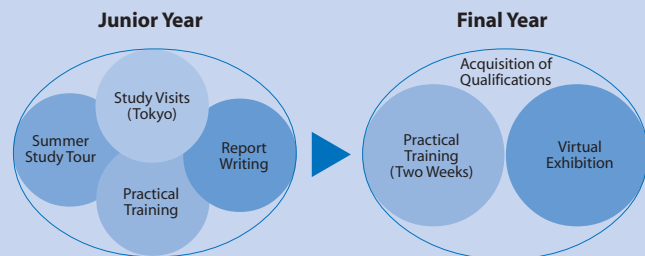 Junior Year
Study Visits
(Tokyo)
Summer
Study Tour
Report
Writing
Practical
Training
Final Year
Acquisition of
Qualifications
Practical
Training
(Two Weeks)
Virtual
Exhibition